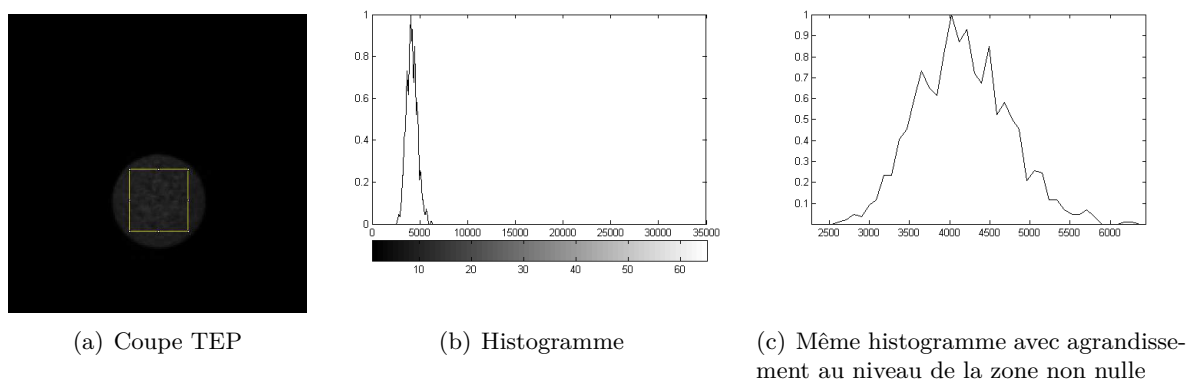 1
0.8
0.6
0.4
0.2
0
0 5000 10000 15000 20000 25000 30000 35000
10 20 30 40 50 60
1
0.9
0.8
0.7
0.6
0.5
0.4
0.3
0.2
0.1
2500 3000 3500 4000 4500 5000 5500 6000
(a) Coupe TEP
(b) Histogramme
(c) Même histogramme avec agrandisse-
ment au niveau de la zone non nulle